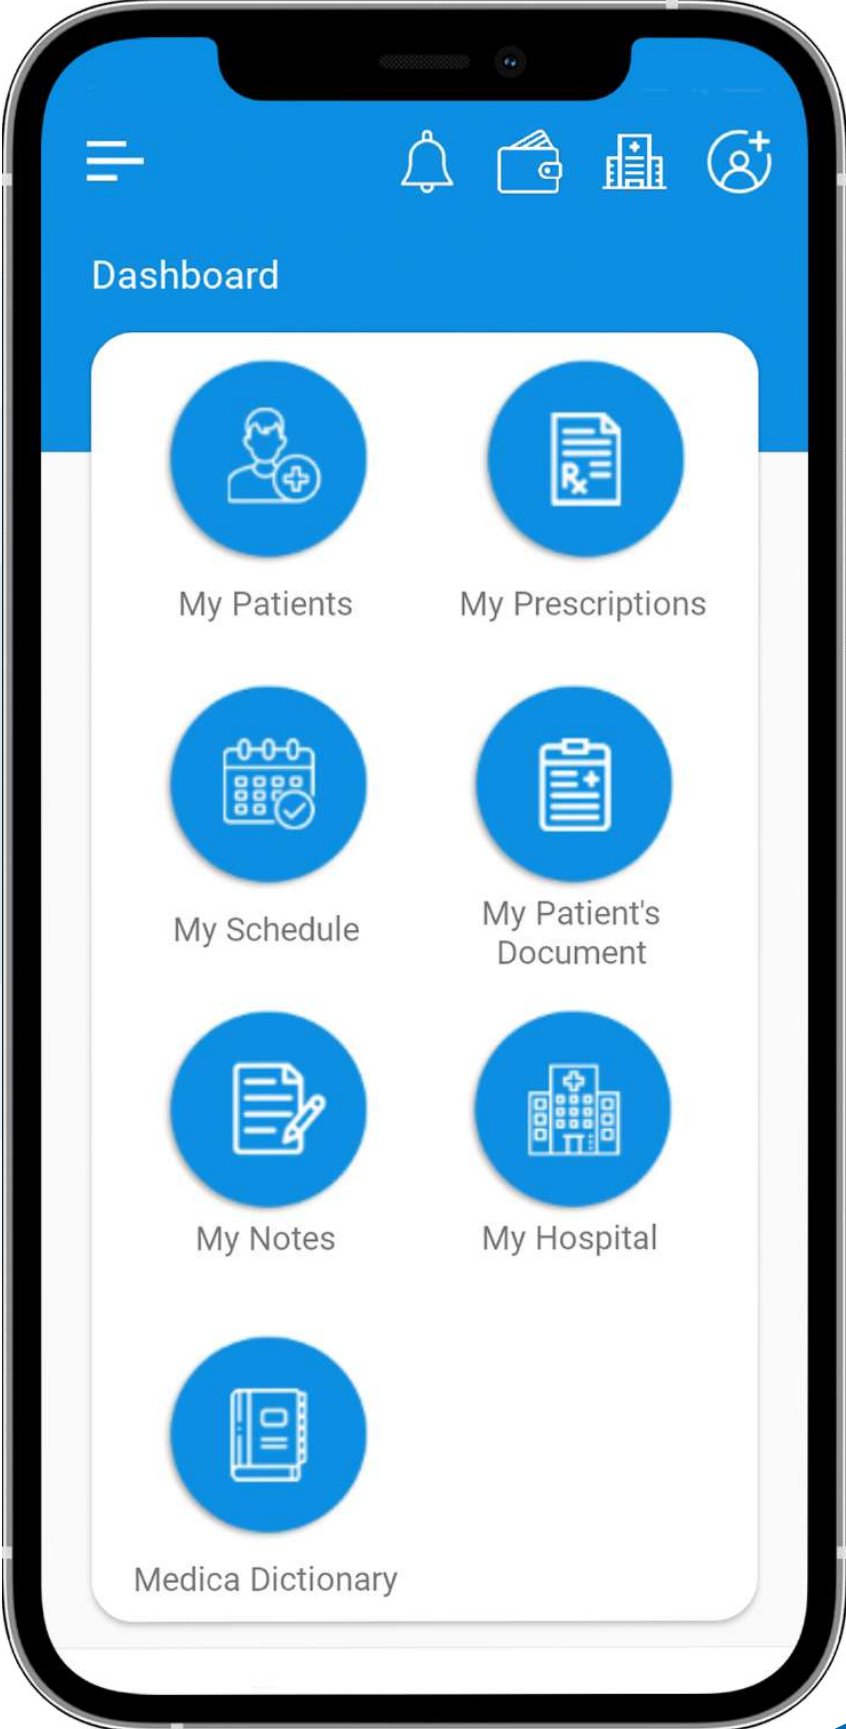 Dashboard
My Patients
My Prescriptions
My Schedule
My Patient's
Document
My Notes
My Hospital
Medica Dictionary